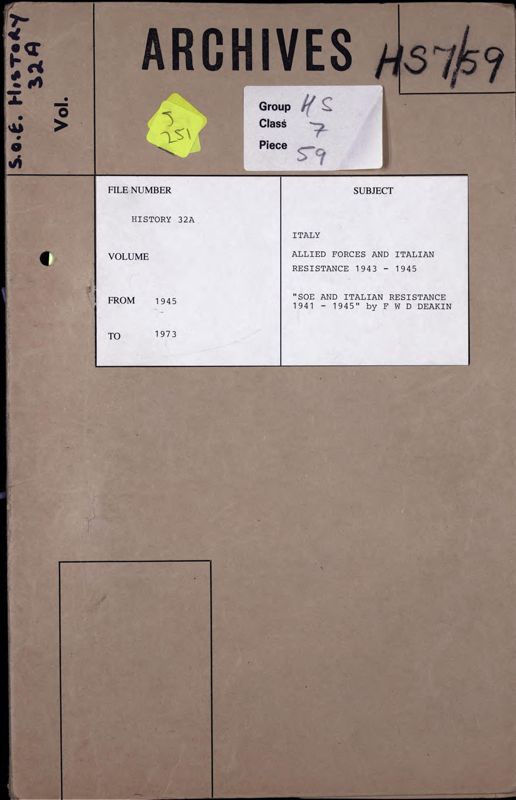 S.O.E. HISTORY
32A
Vol.
ARCHIVES
HS7/59
Group HS
Class 7
Piece 59
251
FILE NUMBER
HISTORY 32A
VOLUME
FROM 1945
TO 1973
SUBJECT
ITALY
ALLIED FORCES AND ITALIAN
RESISTANCE 1943 - 1945
"SOE AND ITALIAN RESISTANCE
1941 - 1945" by F W D DEAKIN